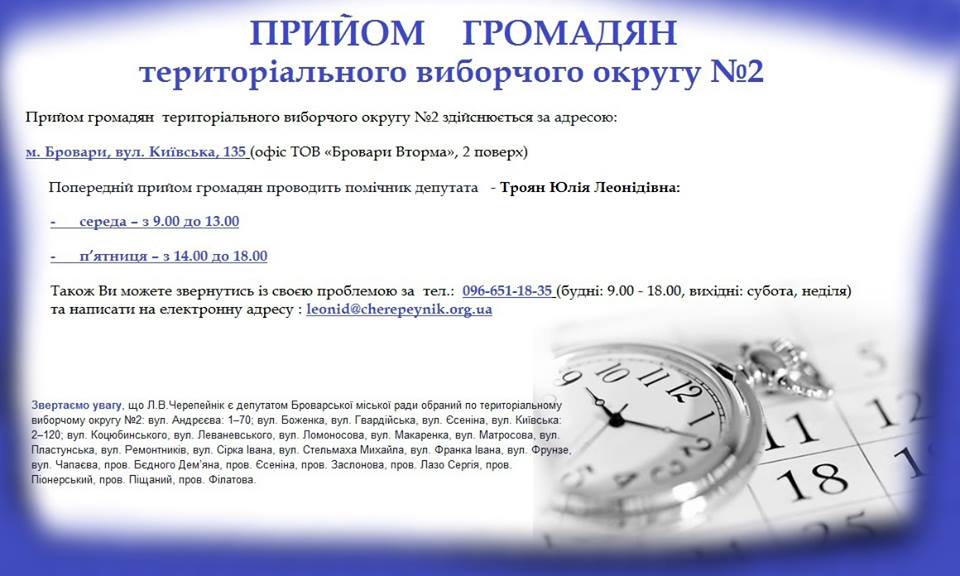 ПРИЙОМ ГРОМАДЯН
територіального виборчого округу №2
Прийом громадян територіального виборчого округу №2 здійснюється за адресою:
м. Бровари, вул. Київська, 135 (офіс ТОВ «Бровари Вторма», 2 поверх)
Попередній прийом громадян проводить помічник депутата - Троян Юлія Леонідівна:
- середа – з 9.00 до 13.00
- п’ятниця – з 14.00 до 18.00
Також Ви можете звернутись із своєю проблемою за тел.: 096-651-18-35 (будні: 9.00 - 18.00, вихідні: субота, неділя)
та написати на електронну адресу : leonid@cherepeynik.org.ua
Звертаємо увагу, що Л.В.Черепейнік є депутатом Броварської міської ради обраний по територіальному
виборчому округу №2: вул. Андрєєва: 1–70; вул. Боженка, вул. Гвардійська, вул. Єсеніна, вул. Київська:
2–120; вул. Коцюбинського, вул. Леваневського, вул. Ломоносова, вул. Макаренка, вул. Матросова, вул.
Пластунська, вул. Ремонтників, вул. Сірка Івана, вул. Стельмаха Михайла, вул. Франка Івана, вул. Фрунзе,
вул. Чапаєва, пров. Бєдного Дем’яна, пров. Єсеніна, пров. Заслонова, пров. Лазо Сергія, пров.
Піонерський, пров. Піщаний, пров. Філатова.
9 10 11 12 1 2 3
5
11 12
18
25